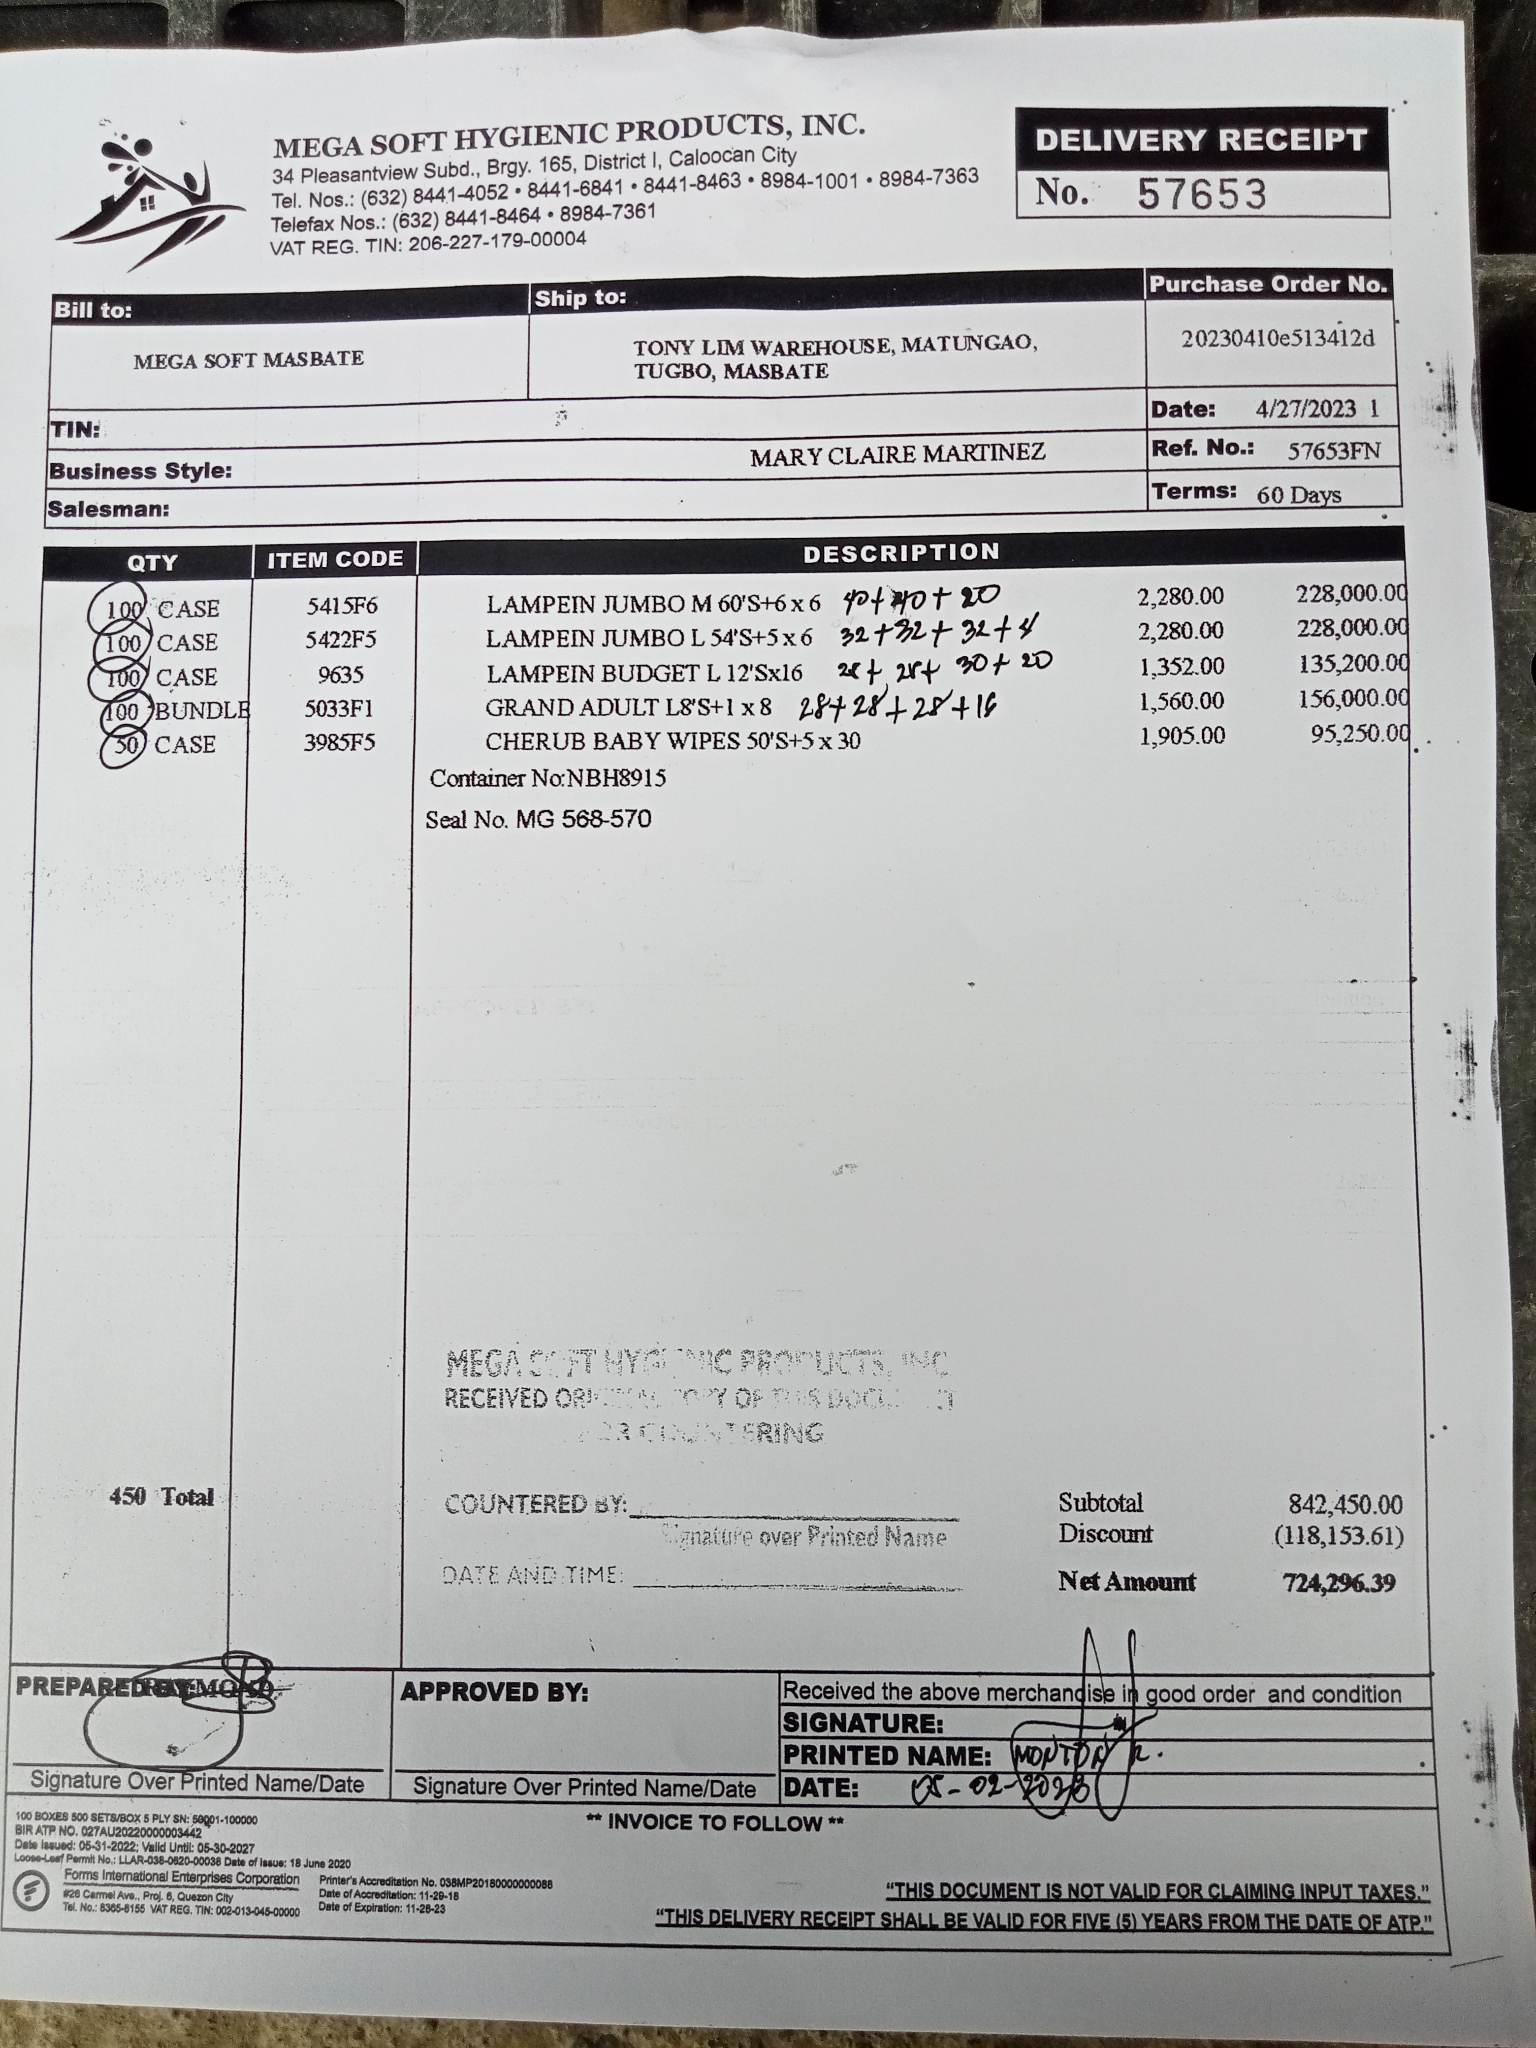 MEGA SOFT HYGIENIC PRODUCTS, INC.
34 Pleasantview Subd., Brgy. 165, District I, Caloocan City
Tel. Nos.: (632) 8441-4052 • 8441-6841 • 8441-8463 • 8984-1001 • 8984-7363
Telefax Nos.: (632) 8441-8464 • 8984-7361
VAT REG. TIN: 206-227-179-00004
DELIVERY RECEIPT
No. 57653
Bill to: Ship to: Purchase Order No.
MEGA SOFT MASBATE
TONY LIM WAREHOUSE, MATUNGAO,
TUGBO, MASBATE
20230410e513412d
TIN:
Date: 4/27/2023 1
Business Style: MARY CLAIRE MARTINEZ
Ref. No.: 57653FN
Salesman:
Terms: 60 Days
QTY ITEM CODE DESCRIPTION
100 CASE 5415F6 LAMPEIN JUMBO M 60'S+6 x 6 40+40+20 2,280.00 228,000.00
100 CASE 5422F5 LAMPEIN JUMBO L 54'S+5 x 6 32+32+32+4 2,280.00 228,000.00
100 CASE 9635 LAMPEIN BUDGET L 12'Sx16 30+20 1,352.00 135,200.00
100 BUNDLE 5033F1 GRAND ADULT L8'S+1 x 8 28+28+28+16 1,560.00 156,000.00
50 CASE 3985F5 CHERUB BABY WIPES 50'S+5 x 30 1,905.00 95,250.00
Container No:NBH8915
Seal No. MG 568-570
MEGA SOFT HYGIENIC PRODUCTS, INC
RECEIVED ORIGINAL COPY OF THIS DOCUMENT
FOR COUNTERING
450 Total
COUNTERED BY:
Signature over Printed Name
DATE AND TIME:
Subtotal 842,450.00
Discount (118,153.61)
Net Amount 724,296.39
PREPARED BY: RAYMOND
Signature Over Printed Name/Date
APPROVED BY:
Signature Over Printed Name/Date
Received the above merchandise in good order and condition
SIGNATURE:
PRINTED NAME:
DATE: 05-02-2023
** INVOICE TO FOLLOW **
100 BOXES 500 SETS/BOX 5 PLY SN: 50001-100000
BIR ATP NO. 027AU20220000003442
Date Issued: 05-31-2022; Valid Until: 05-30-2027
Loose-Leaf Permit No.: LLAR-038-0620-00036 Date of Issue: 18 June 2020
Forms International Enterprises Corporation
#26 Carmel Ave., Proj. 6, Quezon City
Tel. No.: 8365-8155 VAT REG. TIN: 002-013-045-00000
Printer's Accreditation No. 038MP20180000000088
Date of Accreditation: 11-29-18
Date of Expiration: 11-28-23
"THIS DOCUMENT IS NOT VALID FOR CLAIMING INPUT TAXES."
"THIS DELIVERY RECEIPT SHALL BE VALID FOR FIVE (5) YEARS FROM THE DATE OF ATP."